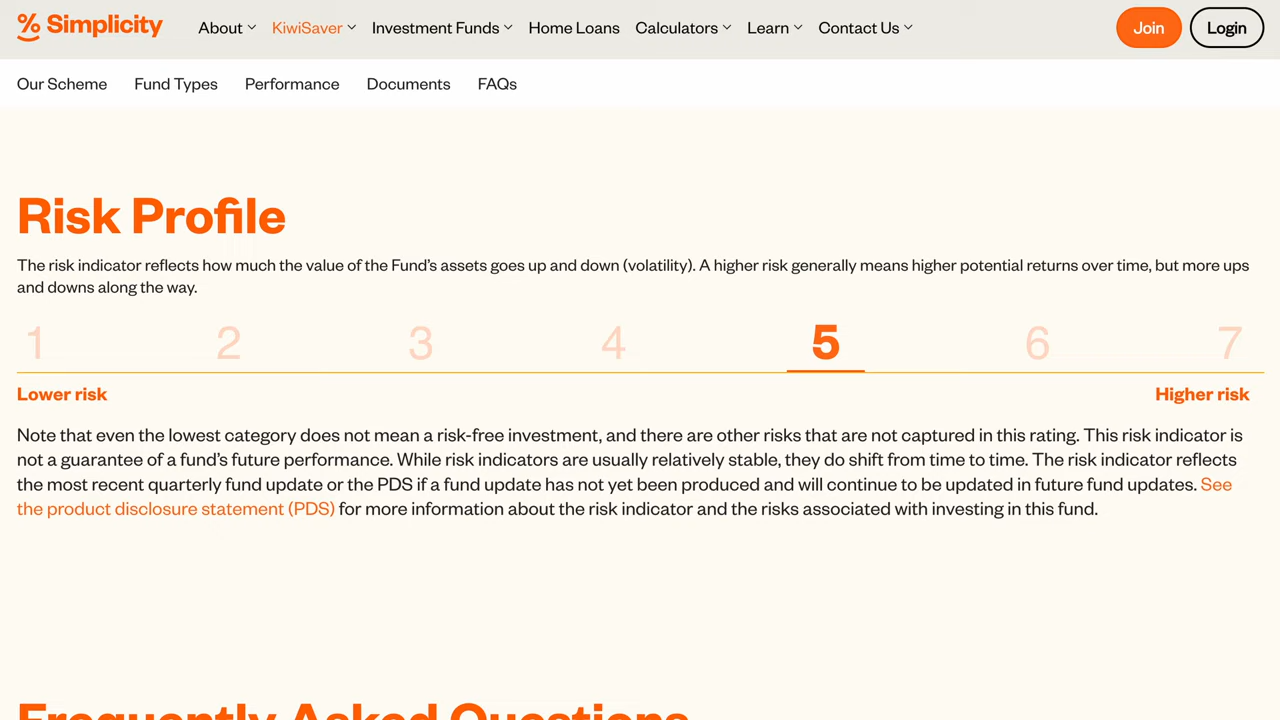 Simplicity
About KiwiSaver Investment Funds Home Loans Calculators Learn Contact Us Join Login
Our Scheme Fund Types Performance Documents FAQs
Risk Profile
The risk indicator reflects how much the value of the Fund's assets goes up and down (volatility). A higher risk generally means higher potential returns over time, but more ups
and downs along the way.
1 2 3 4 5 6 7
Lower risk Higher risk
Note that even the lowest category does not mean a risk-free investment, and there are other risks that are not captured in this rating. This risk indicator is
not a guarantee of a fund's future performance. While risk indicators are usually relatively stable, they do shift from time to time. The risk indicator reflects
the most recent quarterly fund update or the PDS if a fund update has not yet been produced and will continue to be updated in future fund updates. See
the product disclosure statement (PDS) for more information about the risk indicator and the risks associated with investing in this fund.
Frequently Asked Questions